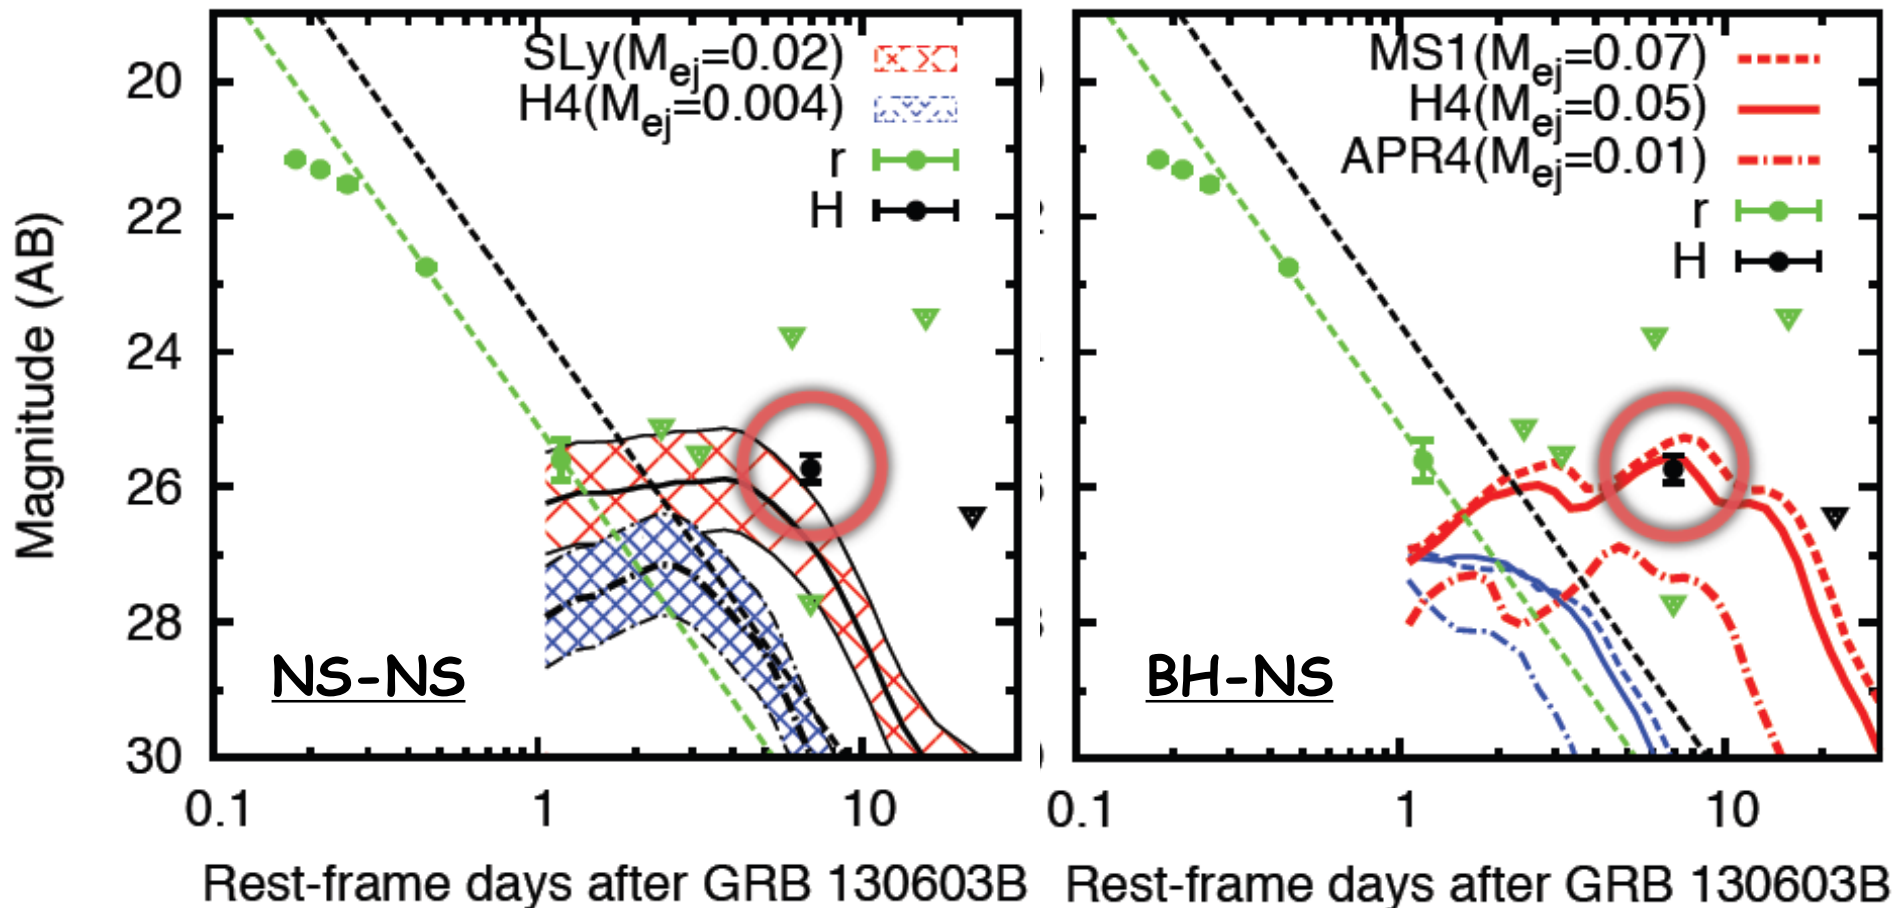 Magnitude (AB)
20
22
24
26
28
30
SLy(Mej=0.02)
H4(Mej=0.004)
r
H
NS-NS
0.1
1
10
Rest-frame days after GRB 130603B
MS1(Mej=0.07)
H4(Mej=0.05)
APR4(Mej=0.01)
r
H
BH-NS
0.1
1
10
Rest-frame days after GRB 130603B